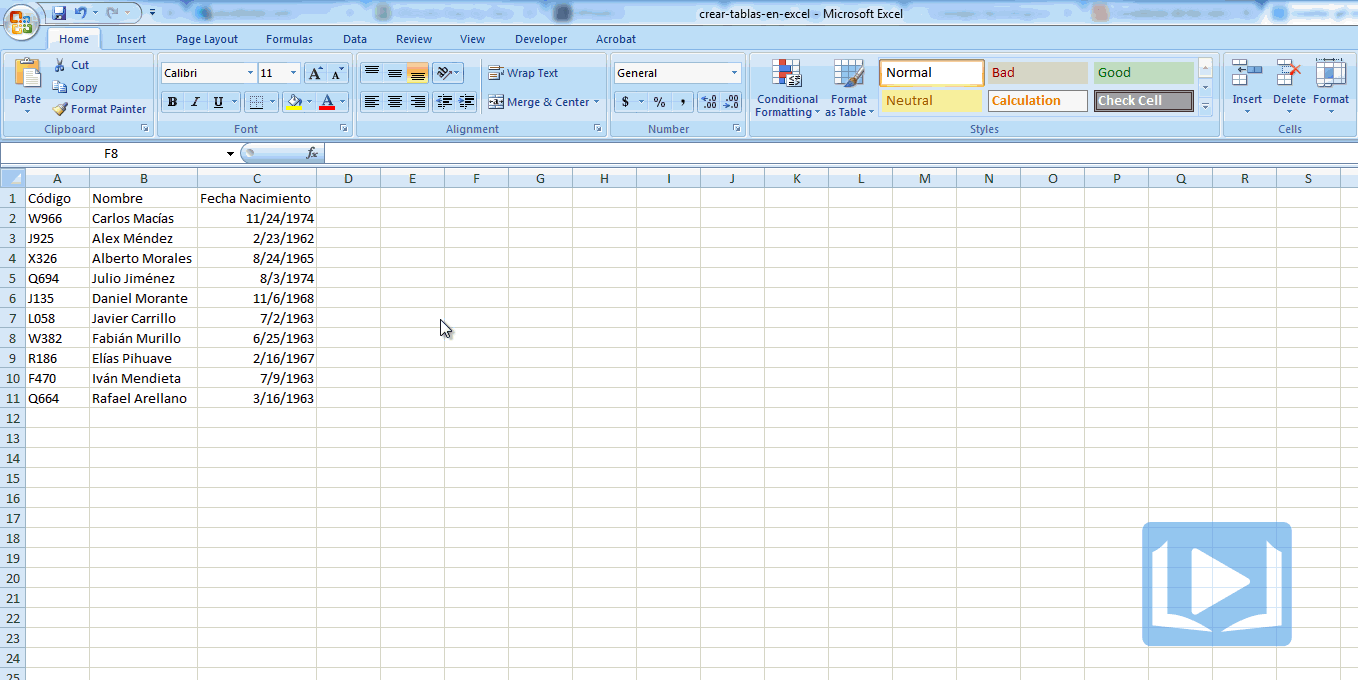 crear-tablas-en-excel - Microsoft Excel
Home Insert Page Layout Formulas Data Review View Developer Acrobat
Paste
Cut
Copy
Format Painter
Clipboard
Calibri 11
B I U
Font
Wrap Text
Merge & Center
Alignment
General
$ % ,
Number
Conditional Formatting
Format as Table
Normal Bad Good
Neutral Calculation Check Cell
Styles
Insert Delete Format
Cells
F8 fx
A B C D E F G H I J K L M N O P Q R S
1 Código Nombre Fecha Nacimiento
2 W966 Carlos Macías 11/24/1974
3 J925 Alex Méndez 2/23/1962
4 X326 Alberto Morales 8/24/1965
5 Q694 Julio Jiménez 8/3/1974
6 J135 Daniel Morante 11/6/1968
7 L058 Javier Carrillo 7/2/1963
8 W382 Fabián Murillo 6/25/1963
9 R186 Elías Pihuave 2/16/1967
10 F470 Iván Mendieta 7/9/1963
11 Q664 Rafael Arellano 3/16/1963
12
13
14
15
16
17
18
19
20
21
22
23
24
25